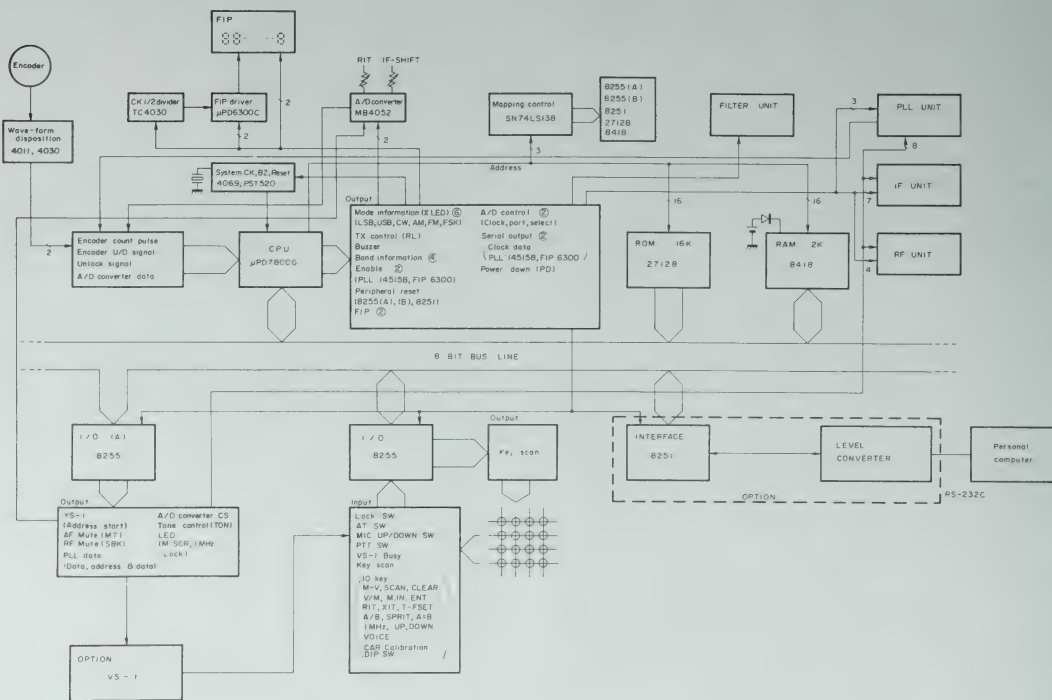 FIP
Encoder
RIT IF-SHIFT
CK 1/2 divider
TC4030
FIP driver
μPD6300C
2
A/D converter
MB4052
2
2
Mapping control
SN74LS138
3
8255(A)
8255(B)
8251
27128
8418
FILTER UNIT
3
PLL UNIT
8
Wave-form
disposition
4011, 4030
System CK, BZ, Reset
4069, PST520
Address
16
16
7
IF UNIT
4
RF UNIT
2
Encoder count pulse
Encoder U/D signal
Unlock signal
A/D converter data
CPU
μPD7800G
Output
Mode information (X LED) ⑥
(LSB, USB, CW, AM, FM, FSK)
TX control (RL)
Buzzer
Band information ④
Enable ②
(PLL 145158, FIP 6300)
Peripheral reset
(8255(A), (B), 8251)
FIP ②
A/D control ②
(Clock, port, select)
Serial output ②
Clock data
(PLL 145158, FIP 6300)
Power down (PD)
ROM 16K
27128
RAM 2K
8418
8 BIT BUS LINE
I/O (A)
8255
I/O
8255
Output
scan
INTERFACE
8251
LEVEL
CONVERTER
OPTION
RS-232C
Personal
computer
Output
VS-1
(Address start)
AF Mute (MT)
RF Mute (SBK)
PLL data
(Data, address 8 data)
A/D converter CS
Tone control (TON)
LED
(M SCR, 1MHz
Lock)
Input
Lock SW
AT SW
MIC UP/DOWN SW
PTT SW
VS-1 Busy
Key scan
10 key
M-V, SCAN, CLEAR
V/M, M.IN. ENT
RIT, XIT, T-FSET
A/B, SPRIT, A=B
1MHz, UP, DOWN
VOICE
CAR Calibration
DIP SW
OPTION
VS-1